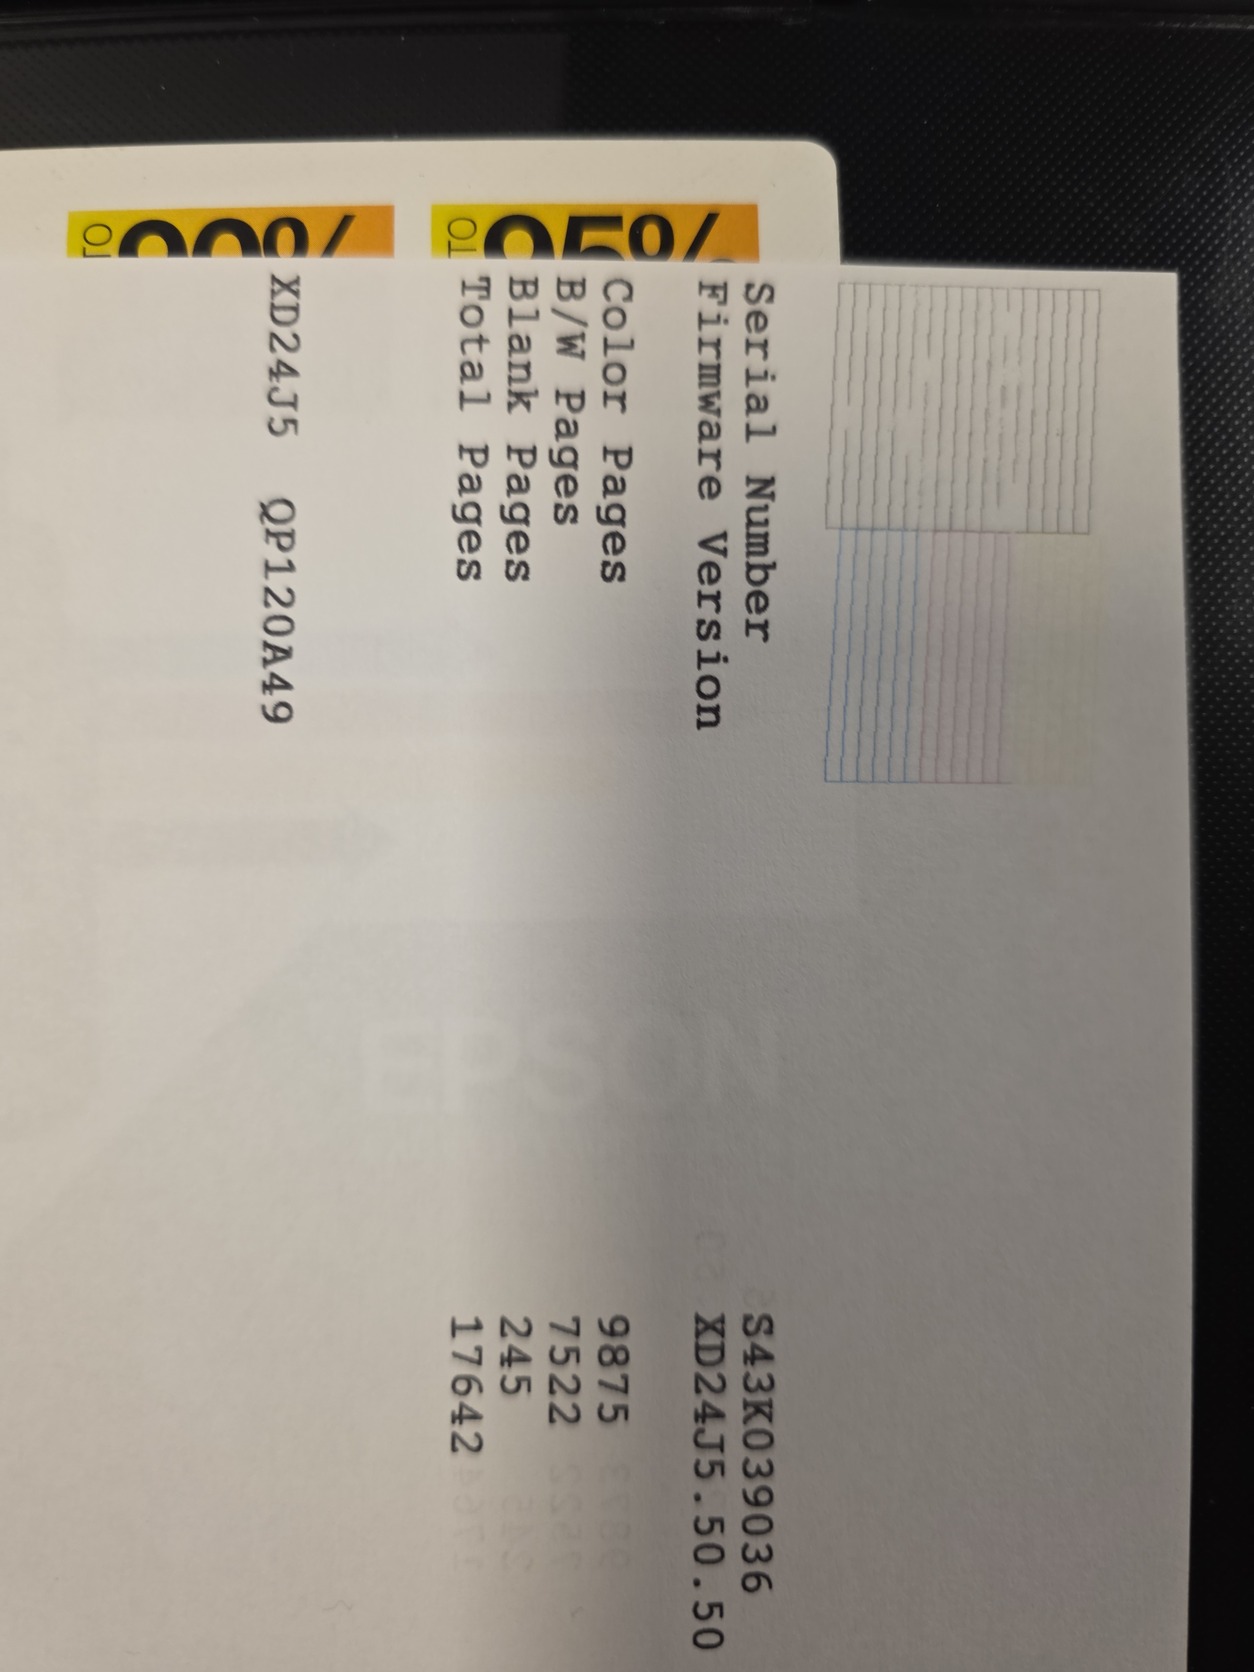 Serial Number S43K039036
Firmware Version XD24J5.50.50
Color Pages 9875
B/W Pages 7522
Blank Pages 245
Total Pages 17642
XD24J5 QP120A49
EPSON